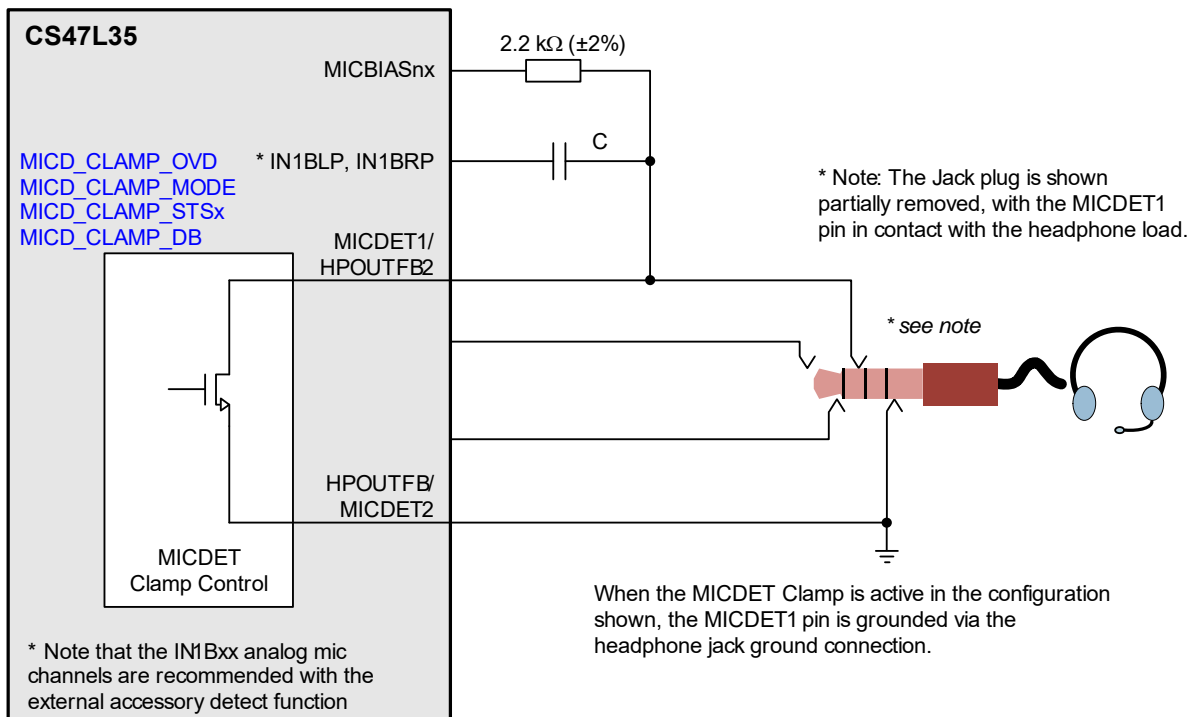 CS47L35
2.2 kΩ (±2%)
MICBIASnx
C
MICD_CLAMP_OVD
* IN1BLP, IN1BRP
MICD_CLAMP_MODE
MICD_CLAMP_STSx
MICD_CLAMP_DB
* Note: The Jack plug is shown
partially removed, with the MICDET1
pin in contact with the headphone load.
MICDET1/
HPOUTFB2
* see note
HPOUTFB/
MICDET2
MICDET
Clamp Control
When the MICDET Clamp is active in the configuration
shown, the MICDET1 pin is grounded via the
headphone jack ground connection.
* Note that the IN1Bxx analog mic
channels are recommended with the
external accessory detect function